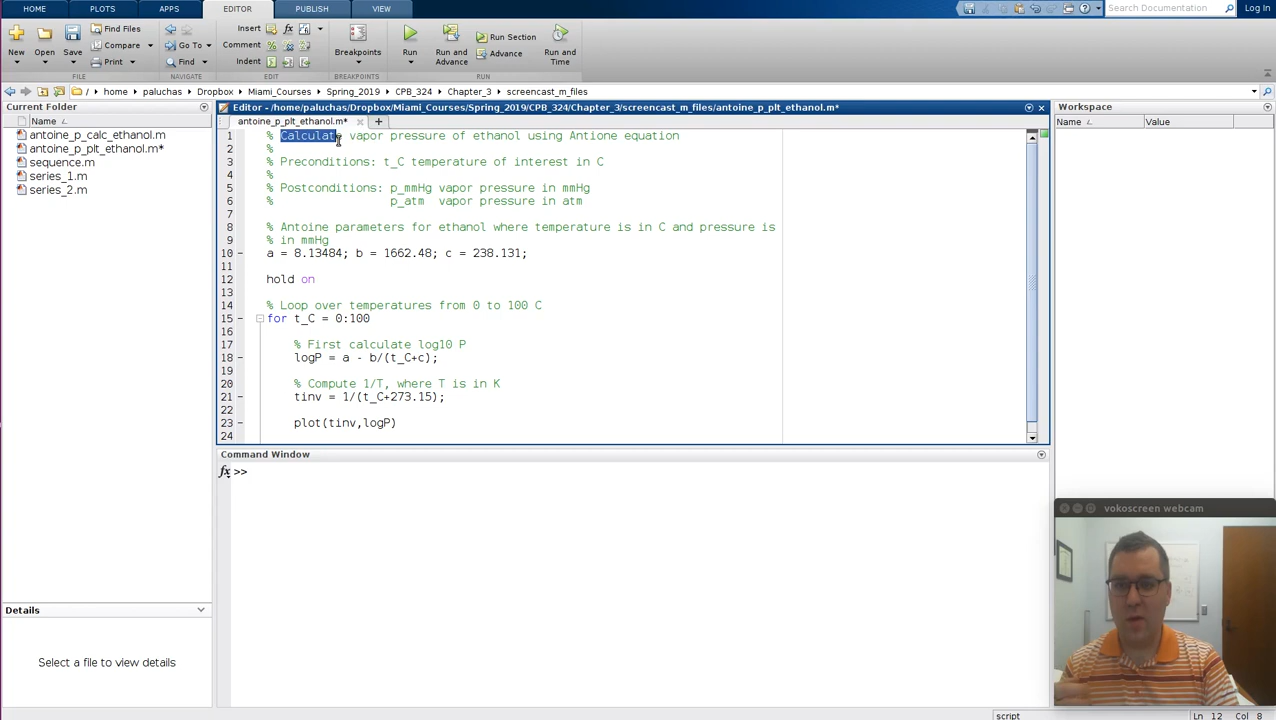 HOME PLOTS APPS EDITOR PUBLISH VIEW Search Documentation Log In
New Open Save Find Files Compare Print Go To Find Insert Comment Indent Breakpoints Run Run and Advance Run Section Advance Run and Time
FILE NAVIGATE EDIT BREAKPOINTS RUN
/ home paluchas Dropbox Miami_Courses Spring_2019 CPB_324 Chapter_3 screencast_m_files
Current Folder
Name
antoine_p_calc_ethanol.m
antoine_p_plt_ethanol.m*
sequence.m
series_1.m
series_2.m
Details
Select a file to view details
Editor - /home/paluchas/Dropbox/Miami_Courses/Spring_2019/CPB_324/Chapter_3/screencast_m_files/antoine_p_plt_ethanol.m*
antoine_p_plt_ethanol.m* +
1 % Calculate vapor pressure of ethanol using Antione equation
2 %
3 % Preconditions: t_C temperature of interest in C
4 %
5 % Postconditions: p_mmHg vapor pressure in mmHg
6 % p_atm vapor pressure in atm
7
8 % Antoine parameters for ethanol where temperature is in C and pressure is
9 % in mmHg
10 - a = 8.13484; b = 1662.48; c = 238.131;
11
12 hold on
13
14 % Loop over temperatures from 0 to 100 C
15 - for t_C = 0:100
16
17 % First calculate log10 P
18 - logP = a - b/(t_C+c);
19
20 % Compute 1/T, where T is in K
21 - tinv = 1/(t_C+273.15);
22
23 - plot(tinv,logP)
24
Command Window
fx >>
Workspace
Name Value
vokoscreen webcam
script Ln 12 Col 8